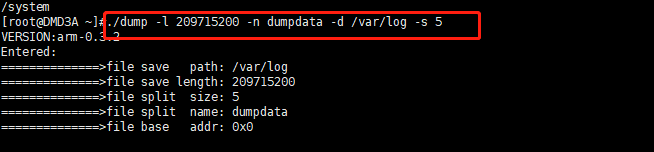 /system
[root@DMD3A ~]#./dump -l 209715200 -n dumpdata -d /var/log -s 5
VERSION:arm-0.3.2
Entered:
==============>file save   path: /var/log
==============>file save length: 209715200
==============>file split  size: 5
==============>file split  name: dumpdata
==============>file base   addr: 0x0